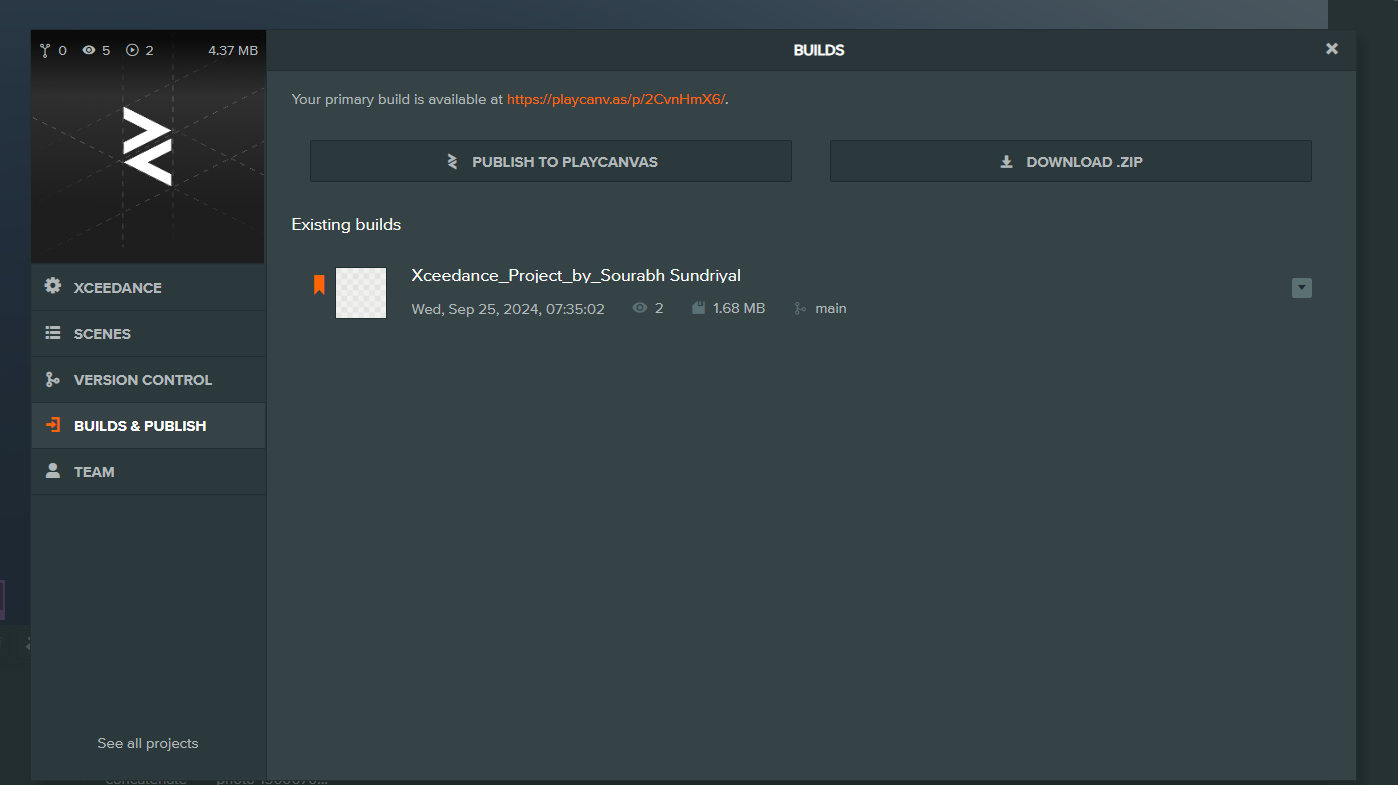 0 5 2 4.37 MB
BUILDS
Your primary build is available at https://playcanv.as/p/2CvnHmX6/.
PUBLISH TO PLAYCANVAS
DOWNLOAD .ZIP
Existing builds
Xceedance_Project_by_Sourabh Sundriyal
Wed, Sep 25, 2024, 07:35:02 2 1.68 MB main
XCEEDANCE
SCENES
VERSION CONTROL
BUILDS & PUBLISH
TEAM
See all projects